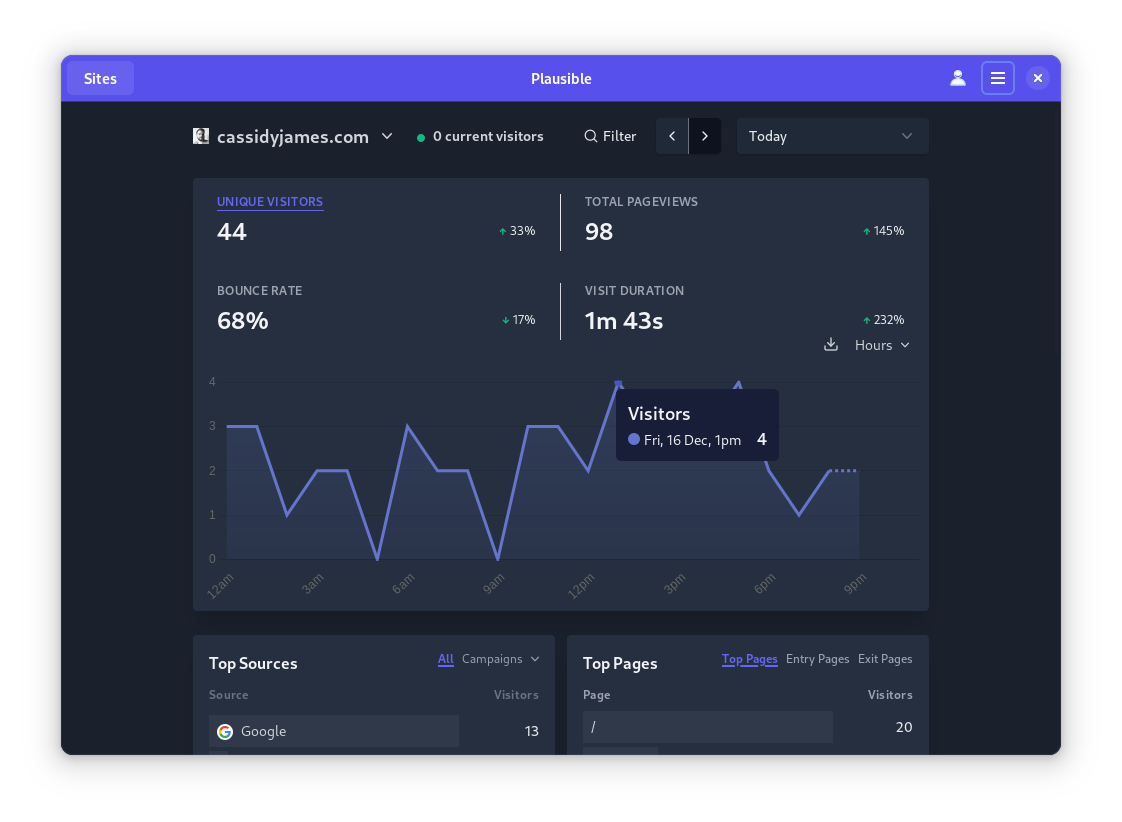 Sites
Plausible
cassidyjames.com
0 current visitors
Filter
Today
UNIQUE VISITORS
44
33%
TOTAL PAGEVIEWS
98
145%
BOUNCE RATE
68%
17%
VISIT DURATION
1m 43s
232%
Hours
4
3
2
1
0
Visitors
Fri, 16 Dec, 1pm 4
12am 3am 6am 9am 12pm 3pm 6pm 9pm
Top Sources
All Campaigns
Source Visitors
Google 13
Top Pages
Top Pages Entry Pages Exit Pages
Page Visitors
/ 20